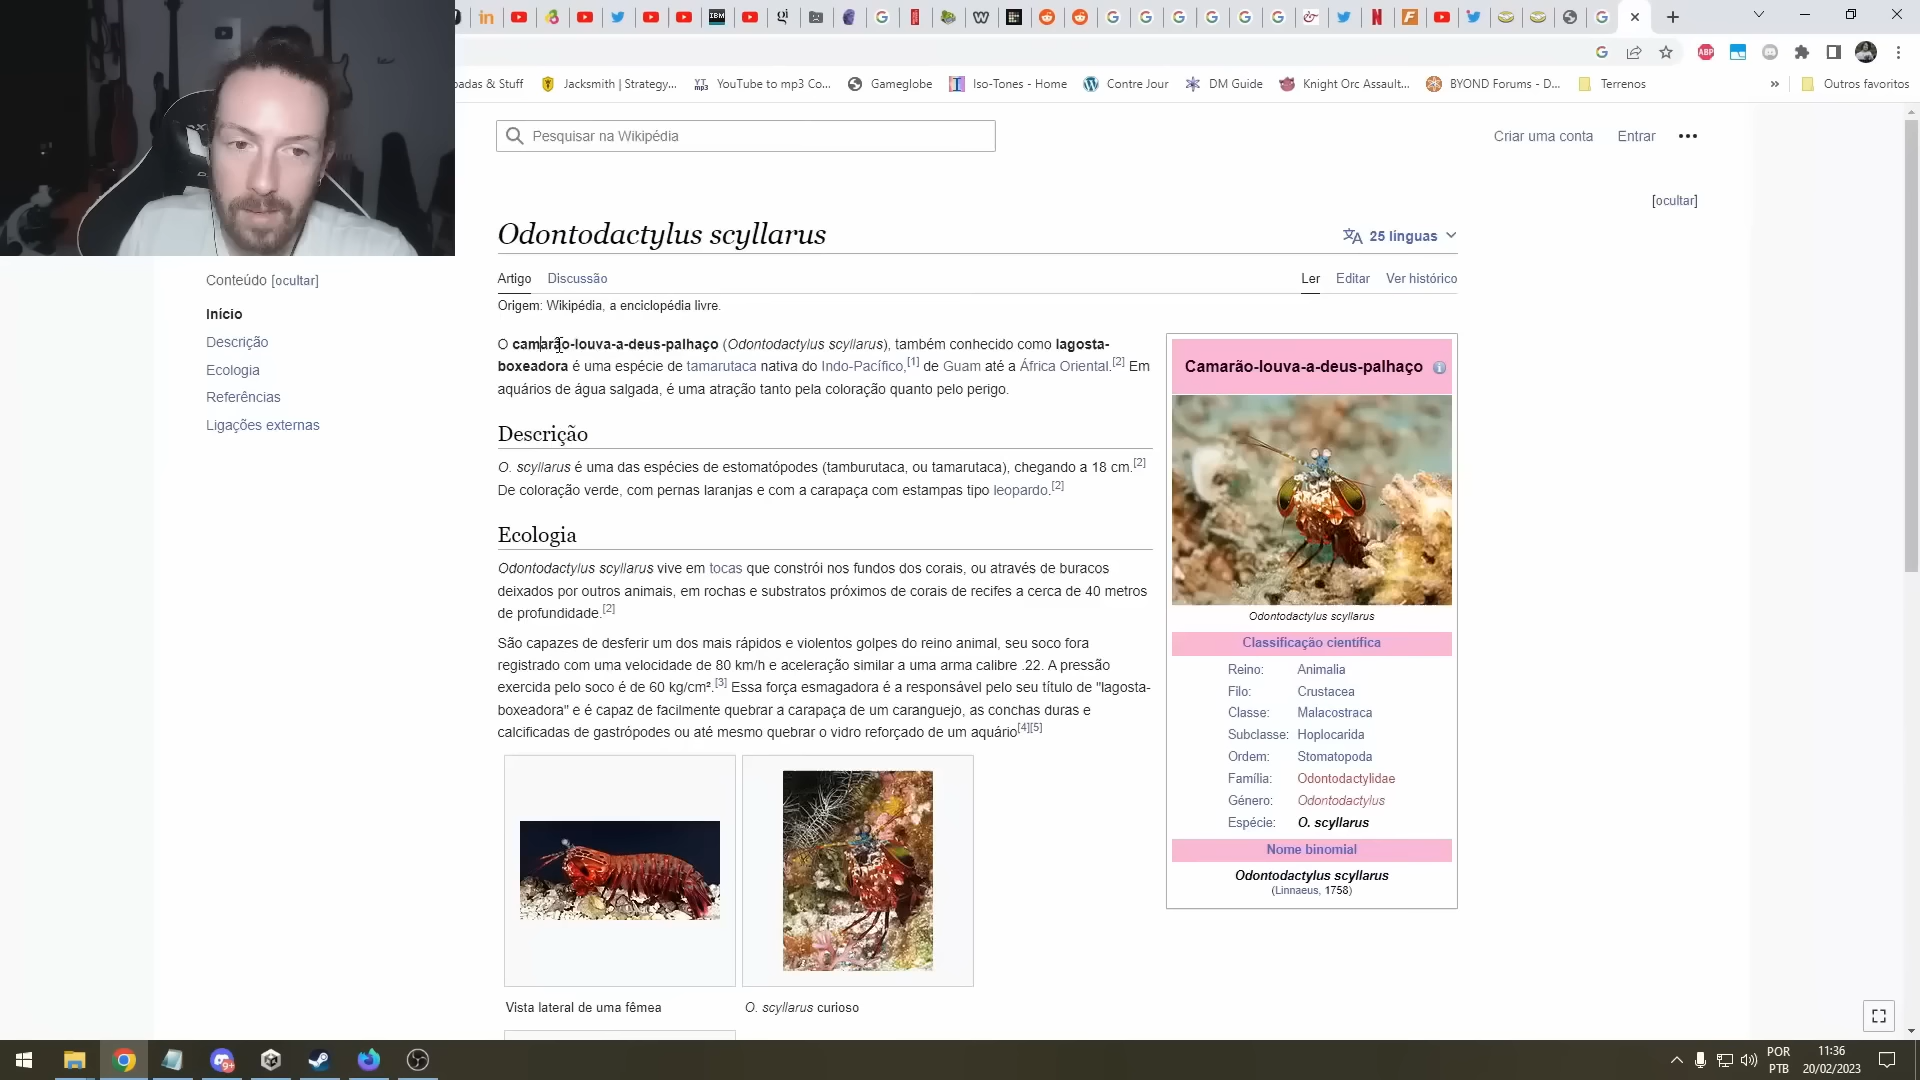 padas & Stuff
Jacksmith | Strategy...
YouTube to mp3 Co...
Gameglobe
Iso-Tones - Home
Contre Jour
DM Guide
Knight Orc Assault...
BYOND Forums - D...
Terrenos
»
Outros favoritos
Pesquisar na Wikipédia
Criar uma conta
Entrar
[ocultar]
Odontodactylus scyllarus
25 línguas
Artigo
Discussão
Ler
Editar
Ver histórico
Origem: Wikipédia, a enciclopédia livre.
Conteúdo [ocultar]
Início
Descrição
Ecologia
Referências
Ligações externas
O camarão-louva-a-deus-palhaço (Odontodactylus scyllarus), também conhecido como lagosta-
boxeadora é uma espécie de tamarutaca nativa do Indo-Pacífico,[1] de Guam até a África Oriental.[2] Em
aquários de água salgada, é uma atração tanto pela coloração quanto pelo perigo.
Descrição
O. scyllarus é uma das espécies de estomatópodes (tamburutaca, ou tamarutaca), chegando a 18 cm.[2]
De coloração verde, com pernas laranjas e com a carapaça com estampas tipo leopardo.[2]
Ecologia
Odontodactylus scyllarus vive em tocas que constrói nos fundos dos corais, ou através de buracos
deixados por outros animais, em rochas e substratos próximos de corais de recifes a cerca de 40 metros
de profundidade.[2]
São capazes de desferir um dos mais rápidos e violentos golpes do reino animal, seu soco fora
registrado com uma velocidade de 80 km/h e aceleração similar a uma arma calibre .22. A pressão
exercida pelo soco é de 60 kg/cm².[3] Essa força esmagadora é a responsável pelo seu título de "lagosta-
boxeadora" e é capaz de facilmente quebrar a carapaça de um caranguejo, as conchas duras e
calcificadas de gastrópodes ou até mesmo quebrar o vidro reforçado de um aquário[4][5]
Vista lateral de uma fêmea
O. scyllarus curioso
Camarão-louva-a-deus-palhaço
Odontodactylus scyllarus
Classificação científica
Reino: Animalia
Filo: Crustacea
Classe: Malacostraca
Subclasse: Hoplocarida
Ordem: Stomatopoda
Família: Odontodactylidae
Género: Odontodactylus
Espécie: O. scyllarus
Nome binomial
Odontodactylus scyllarus
(Linnaeus, 1758)
POR
PTB
11:36
20/02/2023